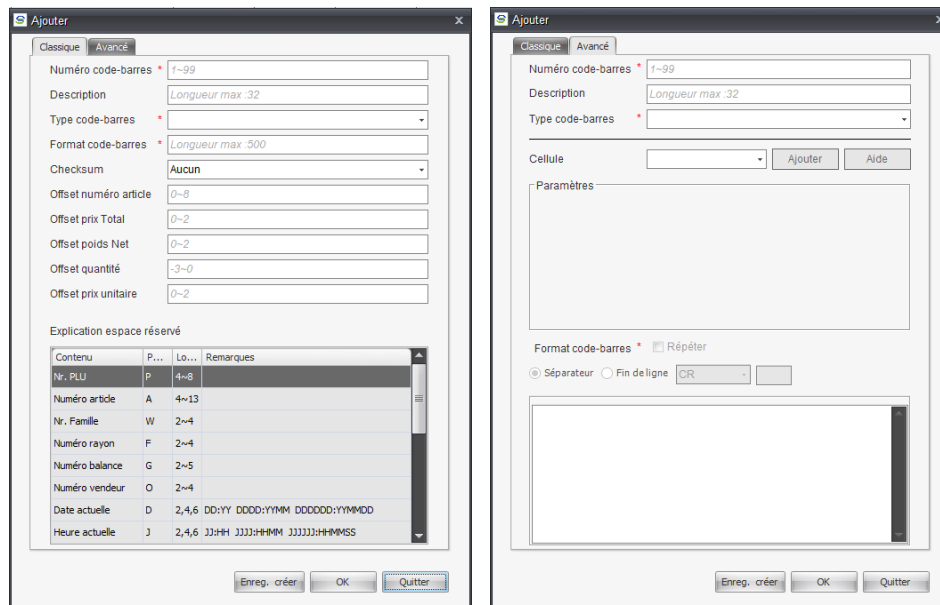 Ajouter x
Classique Avancé
Numéro code-barres * 1~99
Description Longueur max :32
Type code-barres *
Format code-barres * Longueur max :500
Checksum Aucun
Offset numéro article 0~8
Offset prix Total 0~2
Offset poids Net 0~2
Offset quantité -3~0
Offset prix unitaire 0~2
Explication espace réservé
Contenu P... Lo... Remarques
Nr. PLU P 4~8
Numéro article A 4~13
Nr. Famille W 2~4
Numéro rayon F 2~4
Numéro balance G 2~5
Numéro vendeur O 2~4
Date actuelle D 2,4,6 DD:YY DDDD:YYMM DDDDDD:YYMMDD
Heure actuelle J 2,4,6 JJ:HH JJJJ:HHMM JJJJJJ:HHMMSS
Enreg. créer OK Quitter
Ajouter x
Classique Avancé
Numéro code-barres * 1~99
Description Longueur max :32
Type code-barres *
Cellule Ajouter Aide
Paramètres
Format code-barres * Répéter
Séparateur Fin de ligne CR
Enreg. créer OK Quitter